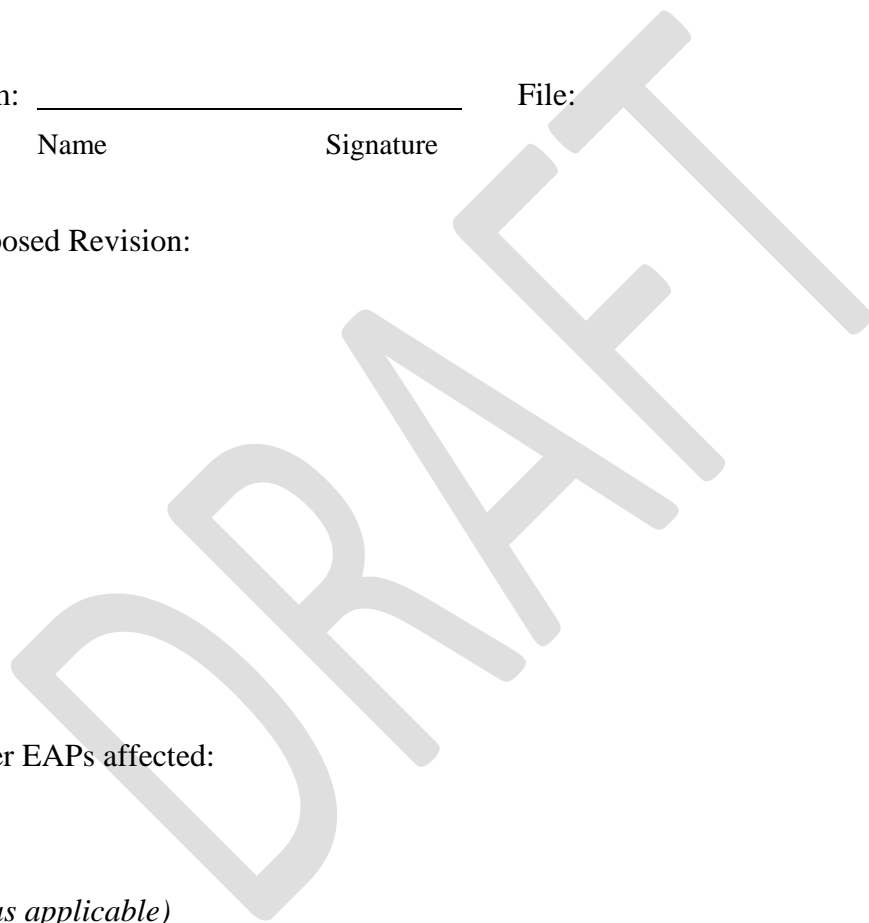 n: File:
Name Signature
posed Revision:
er EAPs affected:
as applicable)
DRAFT